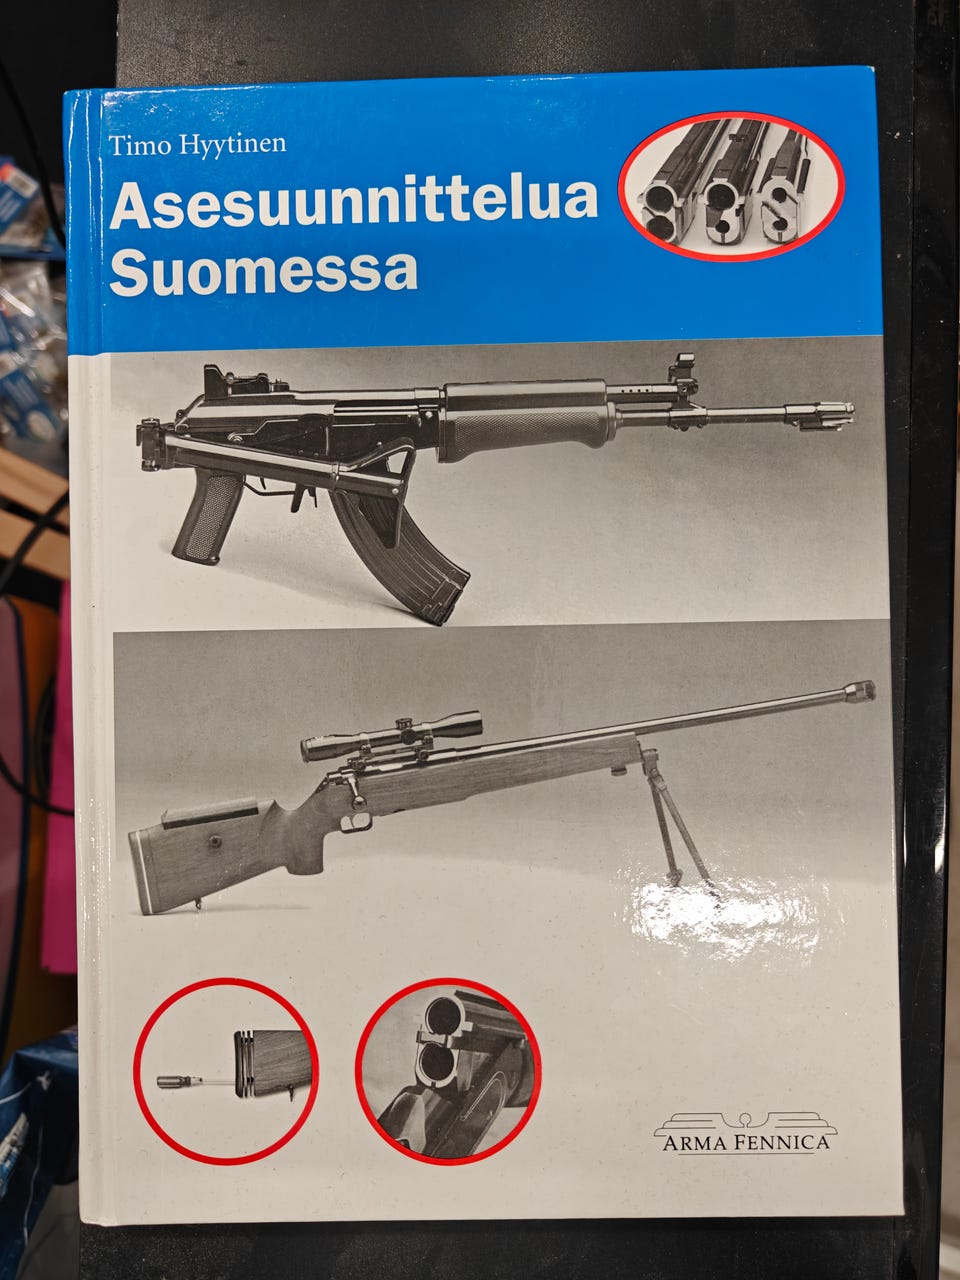 Timo Hyytinen
Asesuunnittelua
Suomessa
ARMA FENNICA